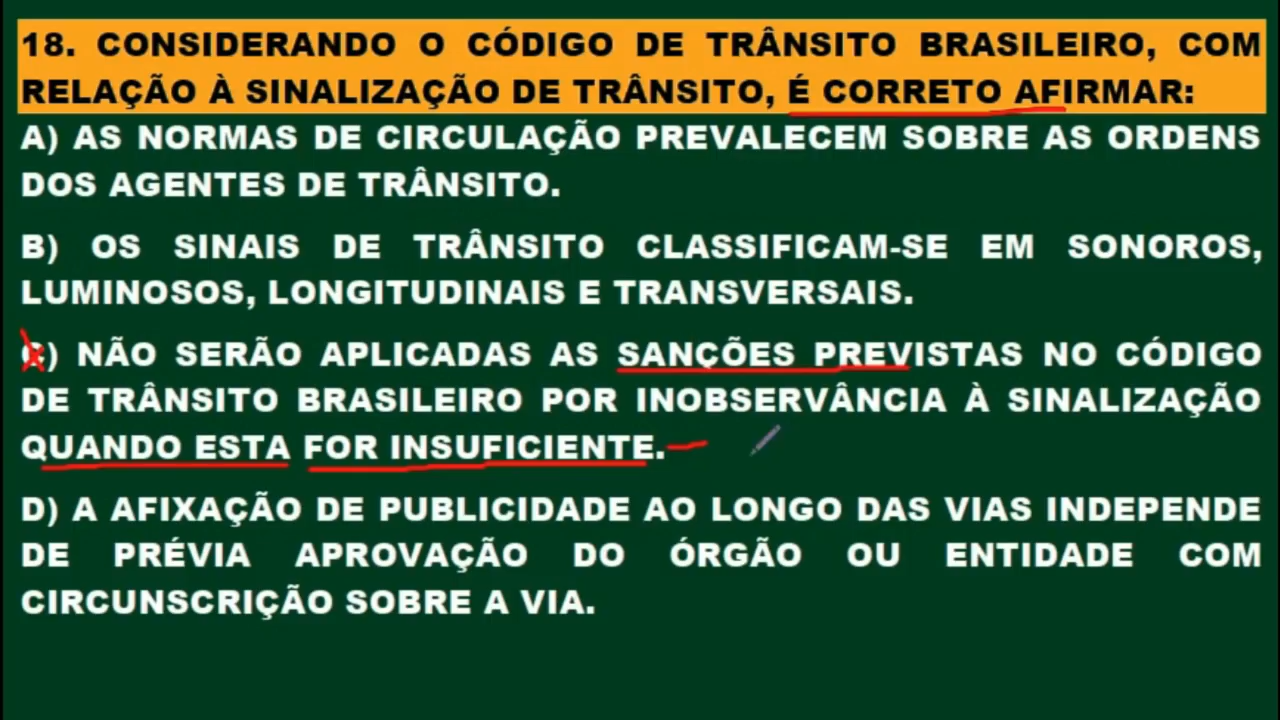 18. CONSIDERANDO O CÓDIGO DE TRÂNSITO BRASILEIRO, COM
RELAÇÃO À SINALIZAÇÃO DE TRÂNSITO, É CORRETO AFIRMAR:
A) AS NORMAS DE CIRCULAÇÃO PREVALECEM SOBRE AS ORDENS
DOS AGENTES DE TRÂNSITO.
B) OS SINAIS DE TRÂNSITO CLASSIFICAM-SE EM SONOROS,
LUMINOSOS, LONGITUDINAIS E TRANSVERSAIS.
C) NÃO SERÃO APLICADAS AS SANÇÕES PREVISTAS NO CÓDIGO
DE TRÂNSITO BRASILEIRO POR INOBSERVÂNCIA À SINALIZAÇÃO
QUANDO ESTA FOR INSUFICIENTE.
D) A AFIXAÇÃO DE PUBLICIDADE AO LONGO DAS VIAS INDEPENDE
DE PRÉVIA APROVAÇÃO DO ÓRGÃO OU ENTIDADE COM
CIRCUNSCRIÇÃO SOBRE A VIA.